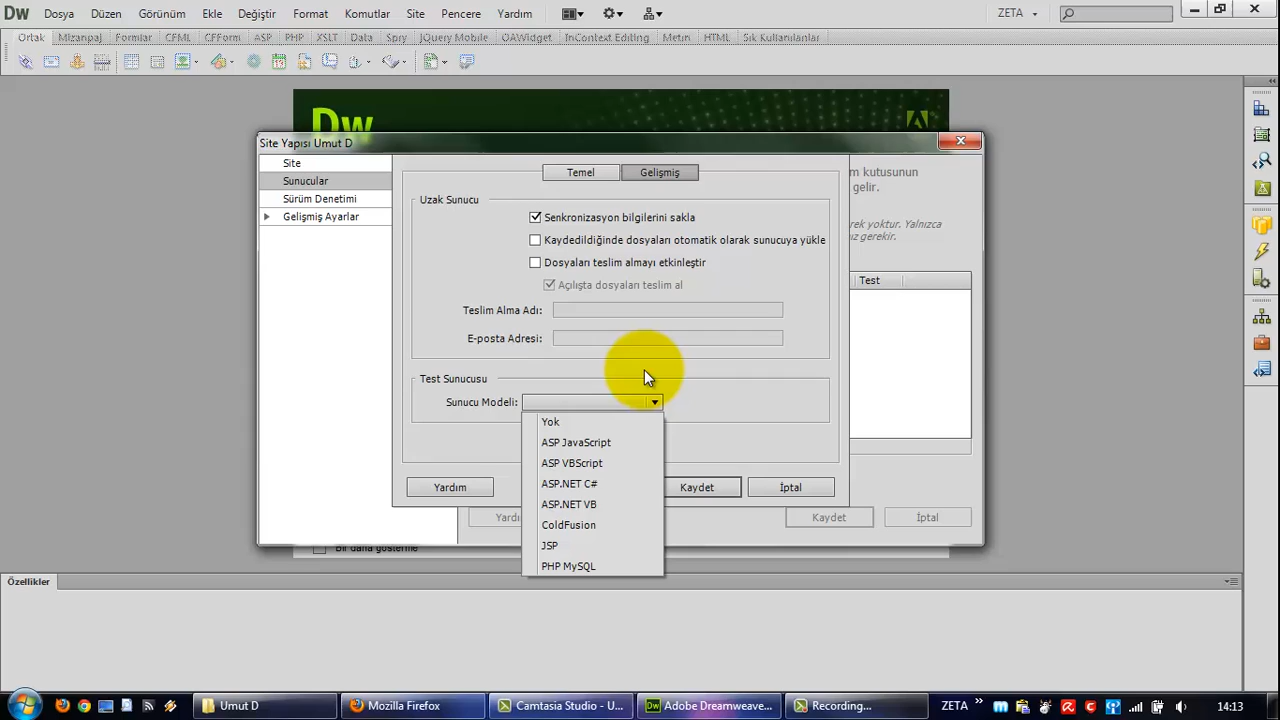 Dw Dosya Düzen Görünüm Ekle Değiştir Format Komutlar Site Pencere Yardım ZETA
Ortak Mizanpaj Formlar CFML CFForm ASP PHP XSLT Data Spry jQuery Mobile OAWidget InContext Editing Metin HTML Sık Kullanılanlar
Dw
Site Yapısı Umut D
Site
Sunucular
Sürüm Denetimi
Gelişmiş Ayarlar
Temel Gelişmiş
Uzak Sunucu
Senkronizasyon bilgilerini sakla
Kaydedildiğinde dosyaları otomatik olarak sunucuya yükle
Dosyaları teslim almayı etkinleştir
Açılışta dosyaları teslim al
Teslim Alma Adı:
E-posta Adresi:
Test Sunucusu
Sunucu Modeli:
Yok
ASP JavaScript
ASP VBScript
ASP.NET C#
ASP.NET VB
ColdFusion
JSP
PHP MySQL
Yardım Kaydet İptal
m kutusunun
gelir.
rek yoktur. Yalnızca
ız gerekir.
Test
Yardı Kaydet İptal
Bir daha gösterme
Özellikler
Umut D Mozilla Firefox Camtasia Studio - U... Adobe Dreamweave... Recording... ZETA 14:13